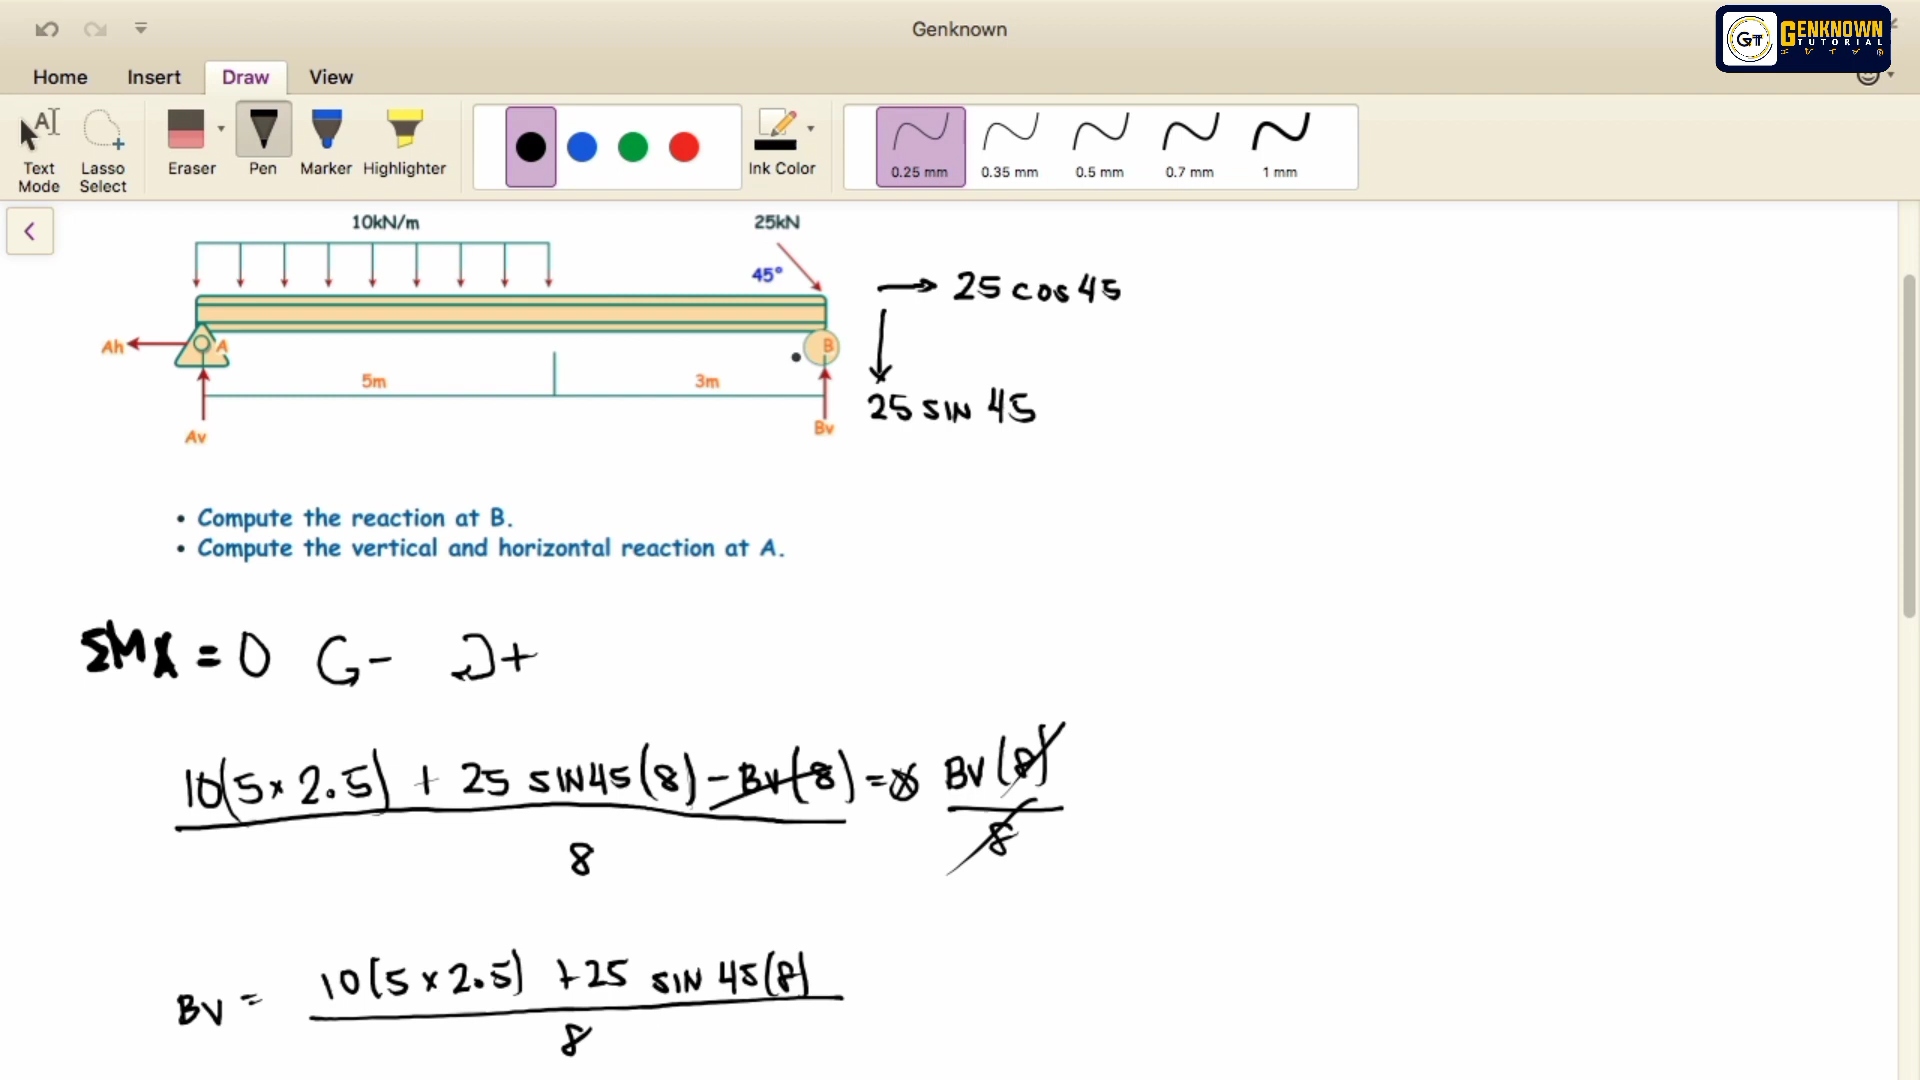 Genknown
GT GENKNOWN
TUTORIAL
Home Insert Draw View
Text Mode
Lasso Select
Eraser Pen Marker Highlighter
Ink Color
0.25 mm 0.35 mm 0.5 mm 0.7 mm 1 mm
10kN/m 25kN
45°
→ 25 cos 45
Ah A B
5m 3m
25 sin 45
Av Bv
• Compute the reaction at B.
• Compute the vertical and horizontal reaction at A.
ΣMA = 0 - +
10(5 × 2.5) + 25 SIN45(8) - BV(8) = 0 BV(8)
8 8
BV = 10(5 × 2.5) + 25 SIN 45(8)
8